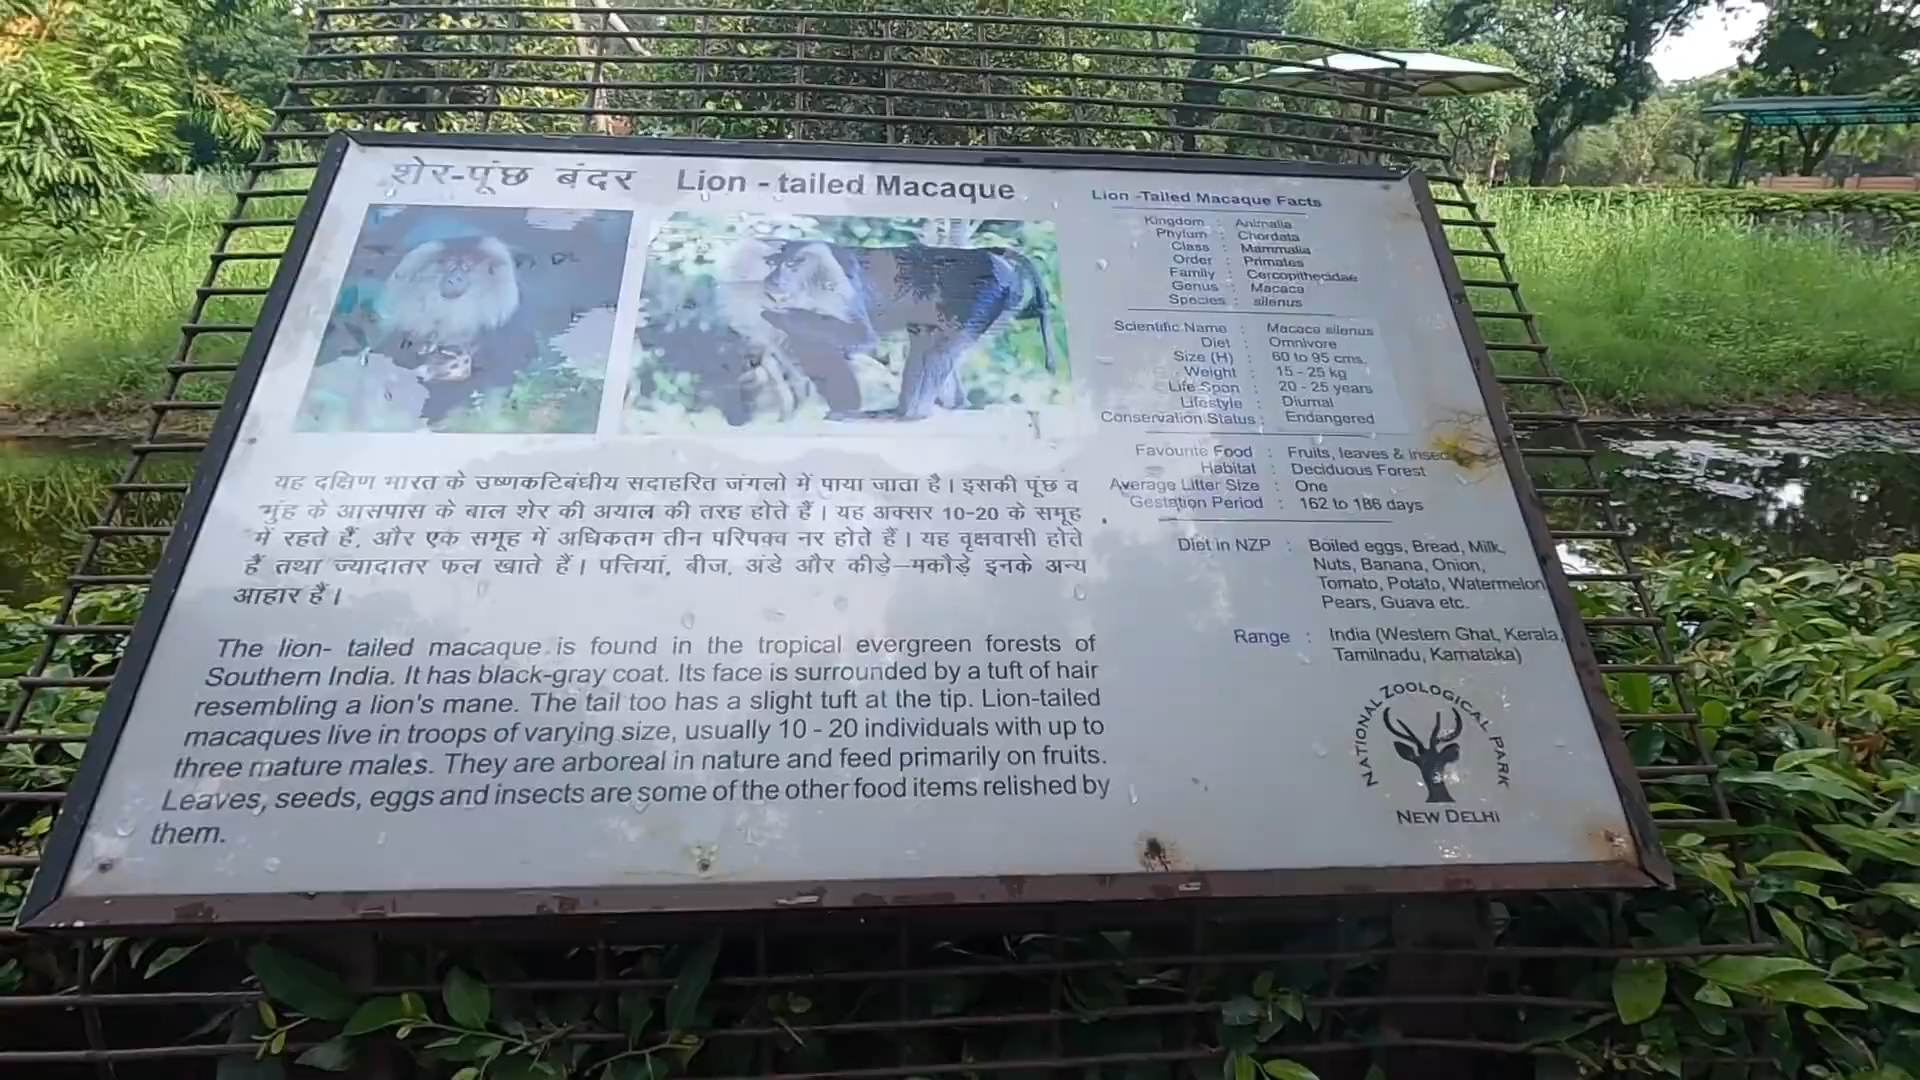 शेर-पूंछ बंदर Lion - tailed Macaque
यह दक्षिण भारत के उष्णकटिबंधीय सदाहरित जंगलो में पाया जाता है। इसकी पूंछ व
मुंह के आसपास के बाल शेर की अयाल की तरह होते हैं। यह अक्सर 10-20 के समूह
में रहते हैं, और एक समूह में अधिकतम तीन परिपक्व नर होते हैं। यह वृक्षवासी होते
हैं तथा ज्यादातर फल खाते हैं। पत्तियां, बीज, अंडे और कीड़े–मकौड़े इनके अन्य
आहार हैं।
The lion- tailed macaque is found in the tropical evergreen forests of
Southern India. It has black-gray coat. Its face is surrounded by a tuft of hair
resembling a lion's mane. The tail too has a slight tuft at the tip. Lion-tailed
macaques live in troops of varying size, usually 10 - 20 individuals with up to
three mature males. They are arboreal in nature and feed primarily on fruits.
Leaves, seeds, eggs and insects are some of the other food items relished by
them.
Lion -Tailed Macaque Facts
Kingdom : Animalia
Phylum : Chordata
Class : Mammalia
Order : Primates
Family : Cercopithecidae
Genus : Macaca
Species : silenus
Scientific Name : Macaca silenus
Diet : Omnivore
Size (H) : 60 to 95 cms.
Weight : 15 - 25 kg
Life Span : 20 - 25 years
Lifestyle : Diurnal
Conservation Status : Endangered
Favourite Food : Fruits, leaves &
Habitat : Deciduous Forest
Average Litter Size : One
Gestation Period : 162 to 186 days
Diet in NZP : Boiled eggs, Bread, Milk,
Nuts, Banana, Onion,
Tomato, Potato, Watermelon
Pears, Guava etc.
Range : India (Western Ghat, Kerala,
Tamilnadu, Karnataka)
NATIONAL ZOOLOGICAL PARK
NEW DELHI